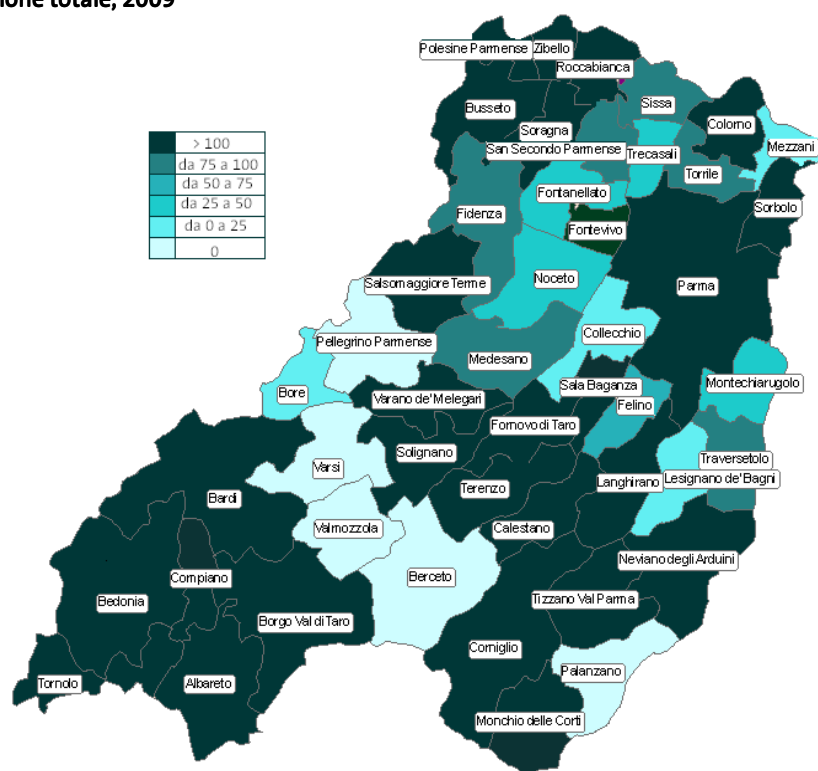 ione totale, 2009
Polesine Parmense
Zibello
Roccabianca
Sissa
Busseto
Colorno
Soragna
Mezzani
San Secondo Parmense
Trecasali
Torrile
> 100
da 75 a 100
da 50 a 75
da 25 a 50
da 0 a 25
0
Fontanellato
Fidenza
Sorbolo
Fontevivo
Salsomaggiore Terme
Noceto
Parma
Collecchio
Pellegrino Parmense
Medesano
Bore
Sala Baganza
Montechiarugolo
Varano de' Melegari
Felino
Fornovo di Taro
Solignano
Traversetolo
Varsi
Langhirano
Lesignano de' Bagni
Terenzo
Bardi
Valmozzola
Calestano
Neviano degli Arduini
Compiano
Berceto
Bedonia
Tizzano Val Parma
Borgo Val di Taro
Corniglio
Palanzano
Tornolo
Albareto
Monchio delle Corti